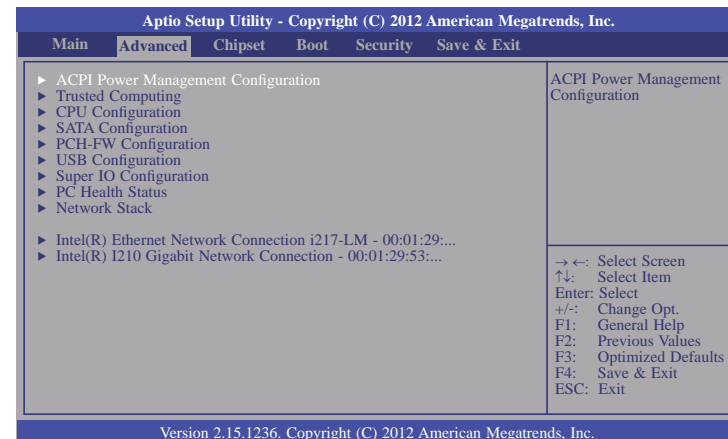 Aptio Setup Utility - Copyright (C) 2012 American Megatrends, Inc.
Main Advanced Chipset Boot Security Save & Exit
► ACPI Power Management Configuration
► Trusted Computing
► CPU Configuration
► SATA Configuration
► PCH-FW Configuration
► USB Configuration
► Super IO Configuration
► PC Health Status
► Network Stack
► Intel(R) Ethernet Network Connection i217-LM - 00:01:29:...
► Intel(R) I210 Gigabit Network Connection - 00:01:29:53:...
ACPI Power Management
Configuration
→←: Select Screen
↑↓: Select Item
Enter: Select
+/-: Change Opt.
F1: General Help
F2: Previous Values
F3: Optimized Defaults
F4: Save & Exit
ESC: Exit
Version 2.15.1236. Copyright (C) 2012 American Megatrends, Inc.